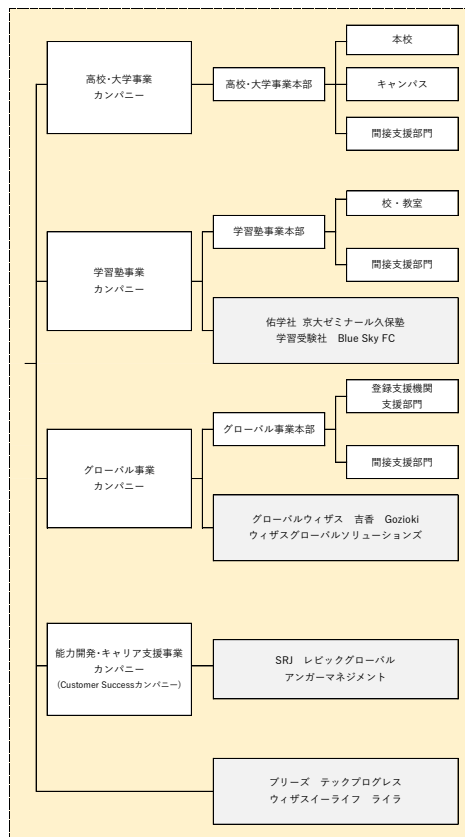 高校・大学事業
カンパニー
高校・大学事業本部
本校
キャンパス
間接支援部門
学習塾事業
カンパニー
学習塾事業本部
校・教室
間接支援部門
佑学社 京大ゼミナール久保塾
学習受験社 Blue Sky FC
グローバル事業
カンパニー
グローバル事業本部
登録支援機関
支援部門
間接支援部門
グローバルウィザス 吉香 Gozioki
ウィザスグローバルソリューションズ
能力開発・キャリア支援事業
カンパニー
(Customer Successカンパニー)
SRJ レビックグローバル
アンガーマネジメント
ブリーズ テックプログレス
ウィザスイーライフ ライラ